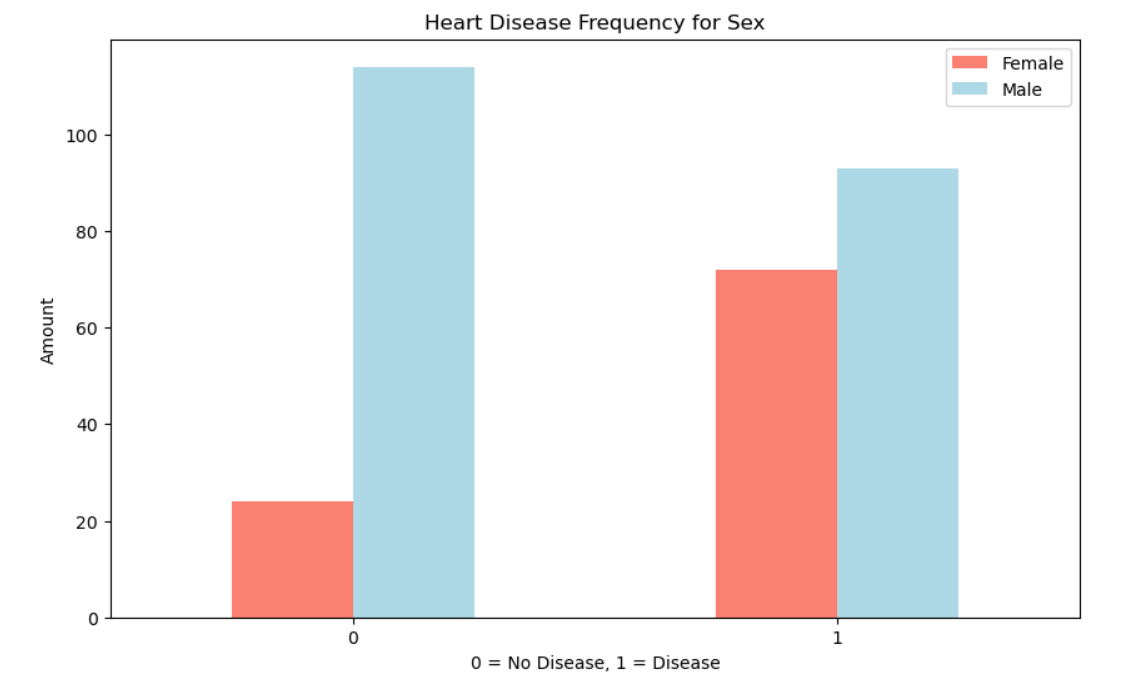 Heart Disease Frequency for Sex
Female
Male
100
80
60
40
20
0
Amount
0
1
0 = No Disease, 1 = Disease